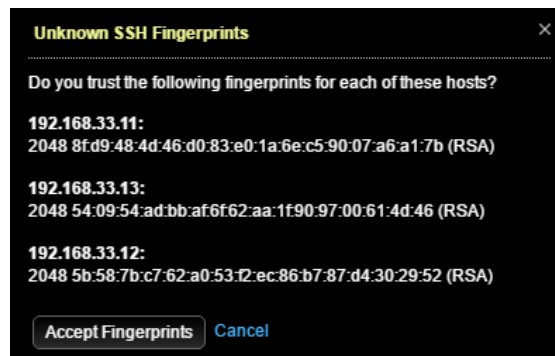 Unknown SSH Fingerprints
Do you trust the following fingerprints for each of these hosts?
192.168.33.11:
2048 8f:d9:48:4d:46:d0:83:e0:1a:6e:c5:90:07:a6:a1:7b (RSA)
192.168.33.13:
2048 54:09:54:ad:bb:af:6f:62:aa:1f:90:97:00:61:4d:46 (RSA)
192.168.33.12:
2048 5b:58:7b:c7:62:a0:53:f2:ec:86:b7:87:d4:30:29:52 (RSA)
Accept Fingerprints Cancel